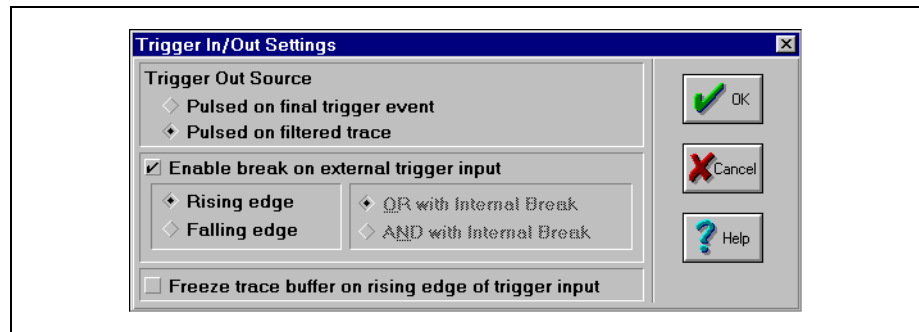 Trigger In/Out Settings
Trigger Out Source
Pulsed on final trigger event
Pulsed on filtered trace
Enable break on external trigger input
Rising edge
Falling edge
OR with Internal Break
AND with Internal Break
Freeze trace buffer on rising edge of trigger input
OK
Cancel
Help